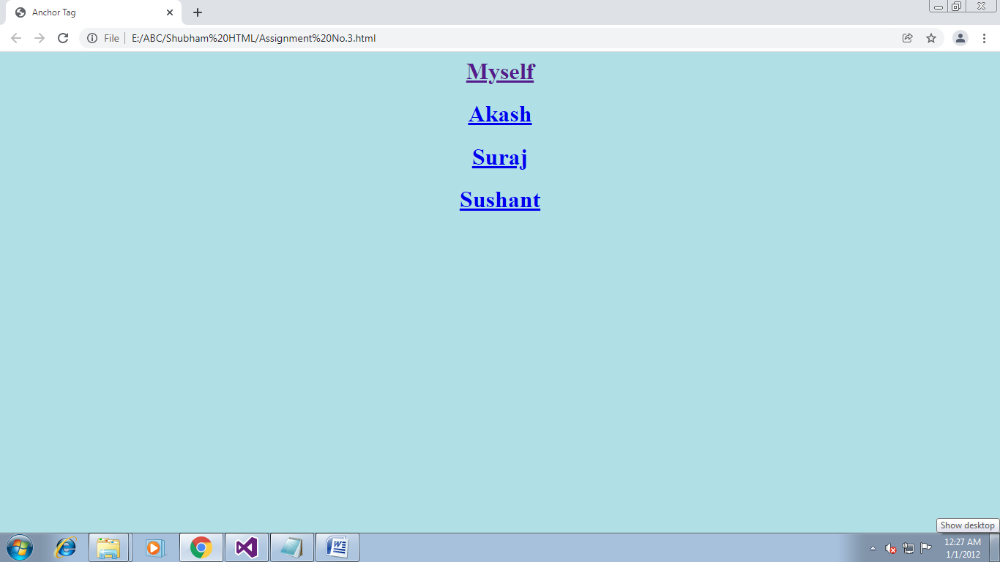 Anchor Tag
File E:/ABC/Shubham%20HTML/Assignment%20No.3.html
Myself
Akash
Suraj
Sushant
Show desktop
12:27 AM
1/1/2012